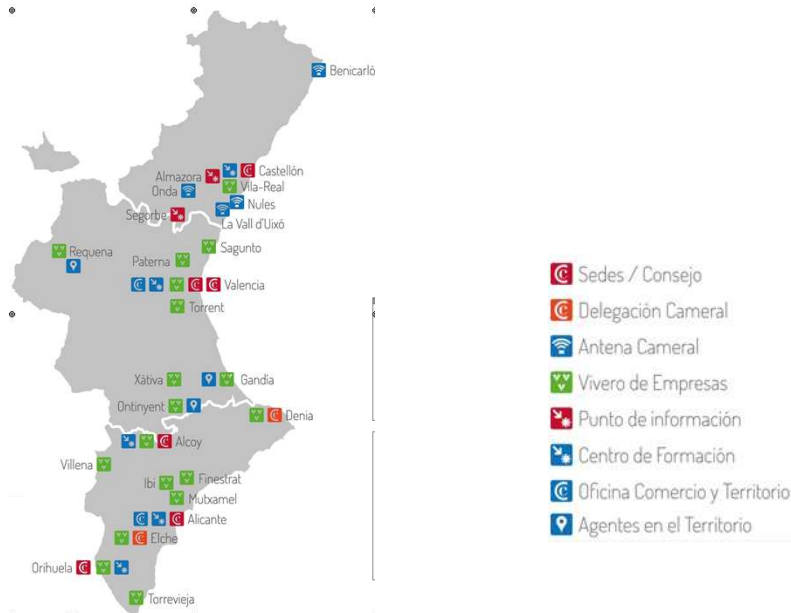 Benicarló
Almazora
Castellón
Onda
Vila-Real
Nules
Segorbe
La Vall d'Uixó
Sagunto
Requena
Paterna
Valencia
Torrent
Xàtiva
Gandía
Ontinyent
Denia
Alcoy
Villena
Ibi
Finestrat
Mutxamel
Alicante
Elche
Orihuela
Torrevieja
Sedes / Consejo
Delegación Cameral
Antena Cameral
Vivero de Empresas
Punto de información
Centro de Formación
Oficina Comercio y Territorio
Agentes en el Territorio